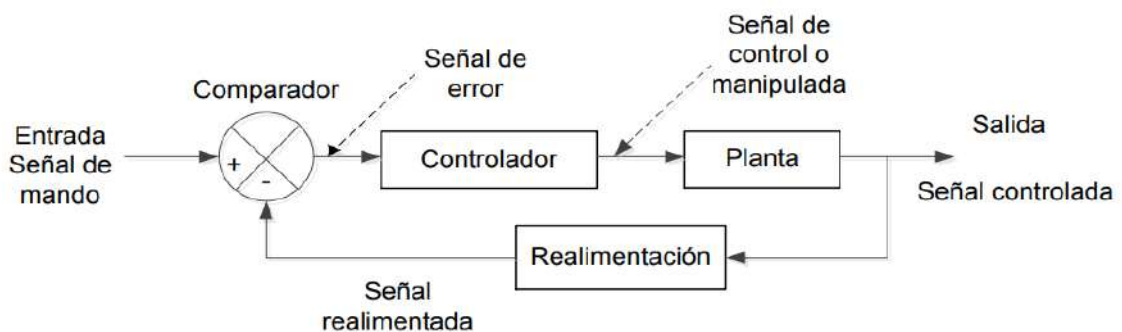 Señal de
control o
manipulada
Señal de
error
Comparador
Entrada
Señal de
mando
+
-
Controlador
Planta
Salida
Señal controlada
Realimentación
Señal
realimentada